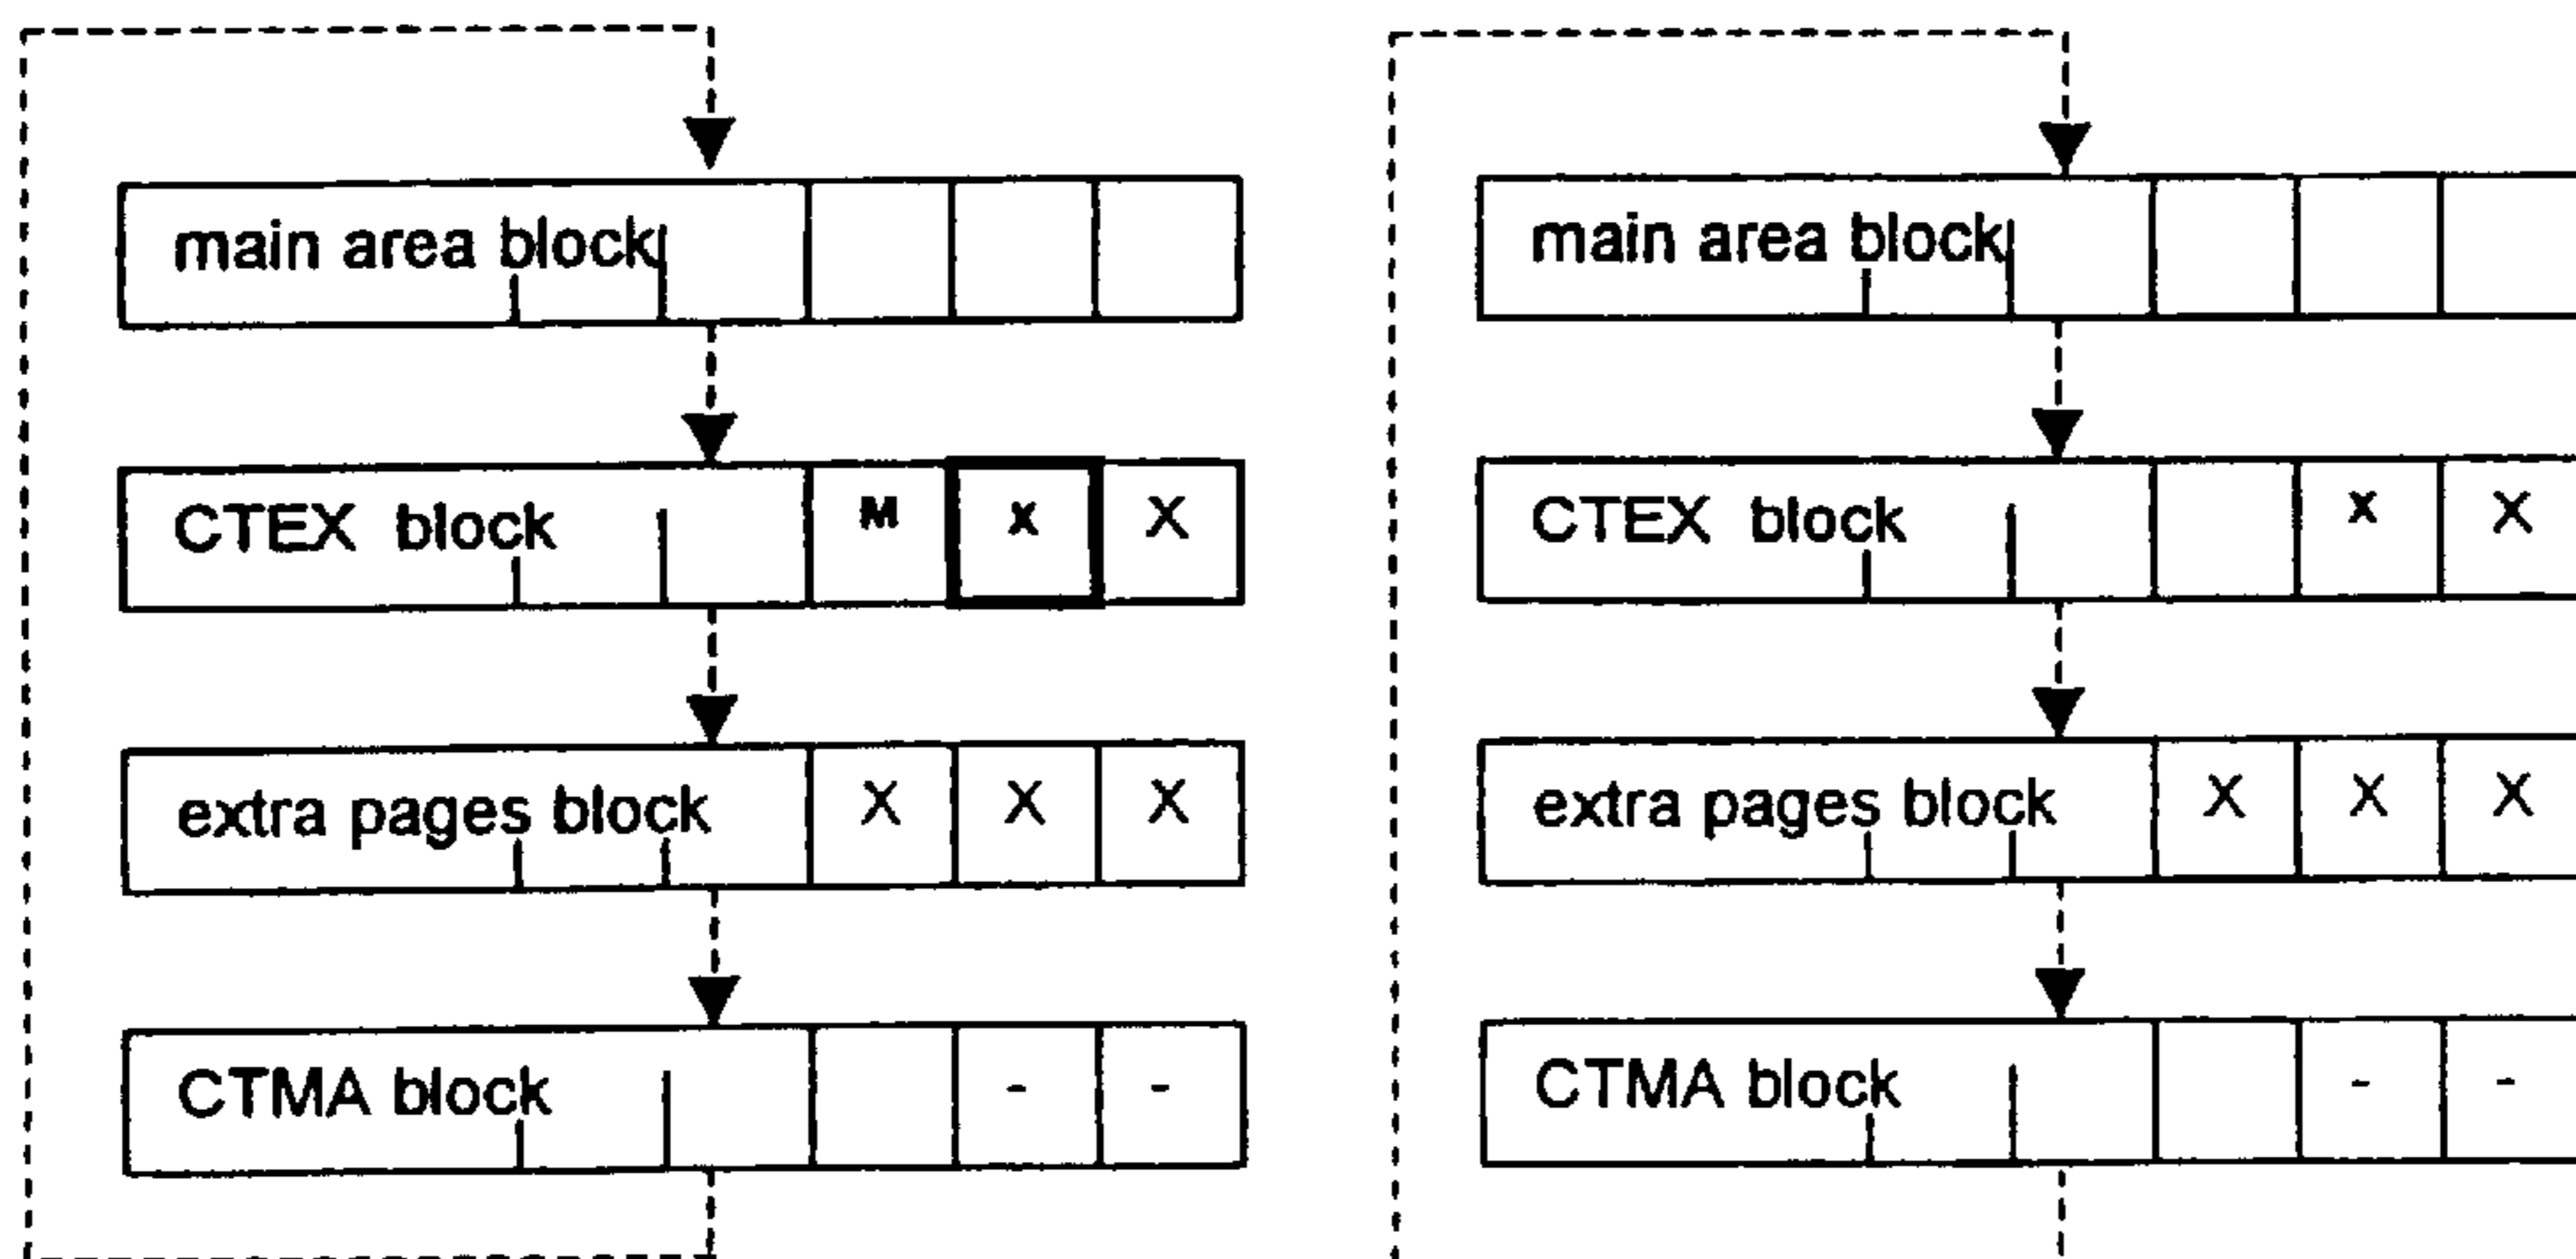 main area block
CTEX block M x X
extra pages block X X X
CTMA block - -
main area block
CTEX block x X
extra pages block X X X
CTMA block - -